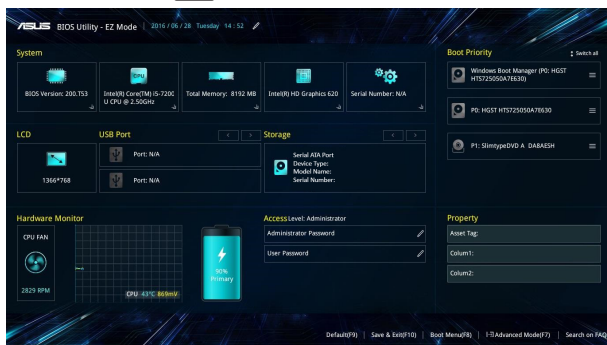 ASUS BIOS Utility - EZ Mode 2016/06/28 Tuesday 14:52
System
BIOS Version: 200.T53
Intel(R) Core(TM) i5-7200
U CPU @ 2.50GHz
CPU
Total Memory: 8192 MB
Intel(R) HD Graphics 620
Serial Number: N/A
Boot Priority
Switch all
Windows Boot Manager (P0: HGST
HTS725050A7E630)
P0: HGST HTS725050A7E630
P1: SlimtypeDVD A DA8AESH
LCD
1366*768
USB Port
Port: N/A
Port: N/A
Storage
Serial ATA Port
Device Type:
Model Name:
Serial Number:
Hardware Monitor
CPU FAN
2829 RPM
CPU 43°C 869mV
90%
Primary
Access Level: Administrator
Administrator Password
User Password
Property
Asset Tag:
Colum1:
Colum2:
Default(F9) Save & Exit(F10) Boot Menu(F8) Advanced Mode(F7) Search on FAQ